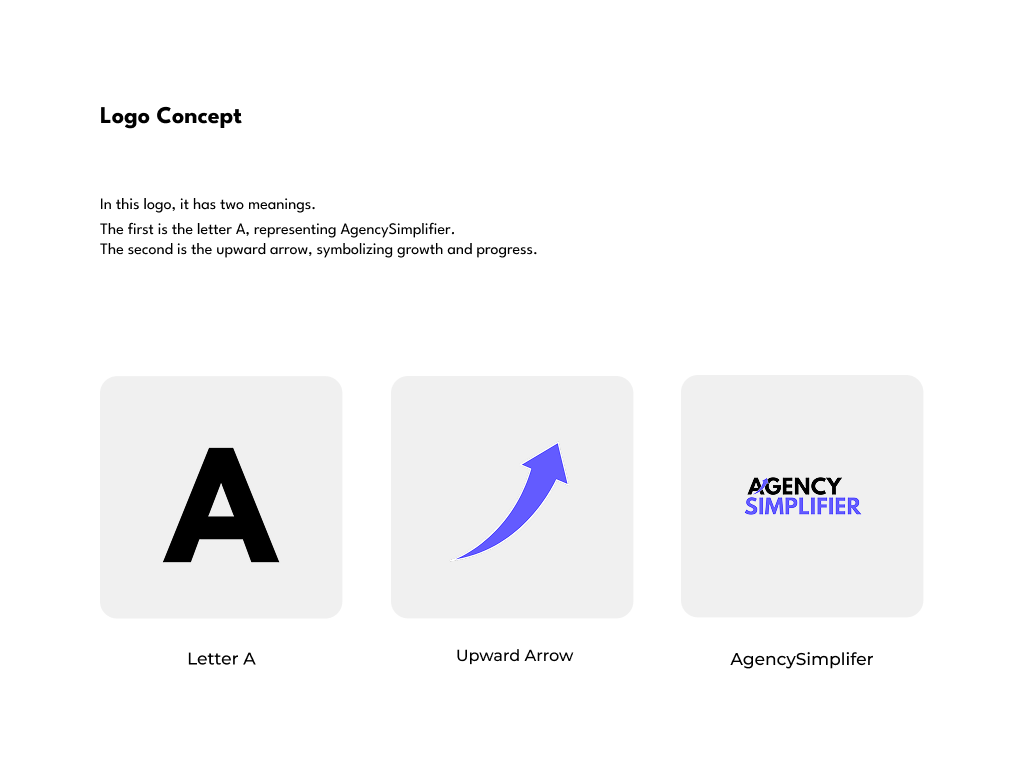 Logo Concept
In this logo, it has two meanings.
The first is the letter A, representing AgencySimplifier.
The second is the upward arrow, symbolizing growth and progress.
A
AGENCY
SIMPLIFIER
Letter A
Upward Arrow
AgencySimplifer